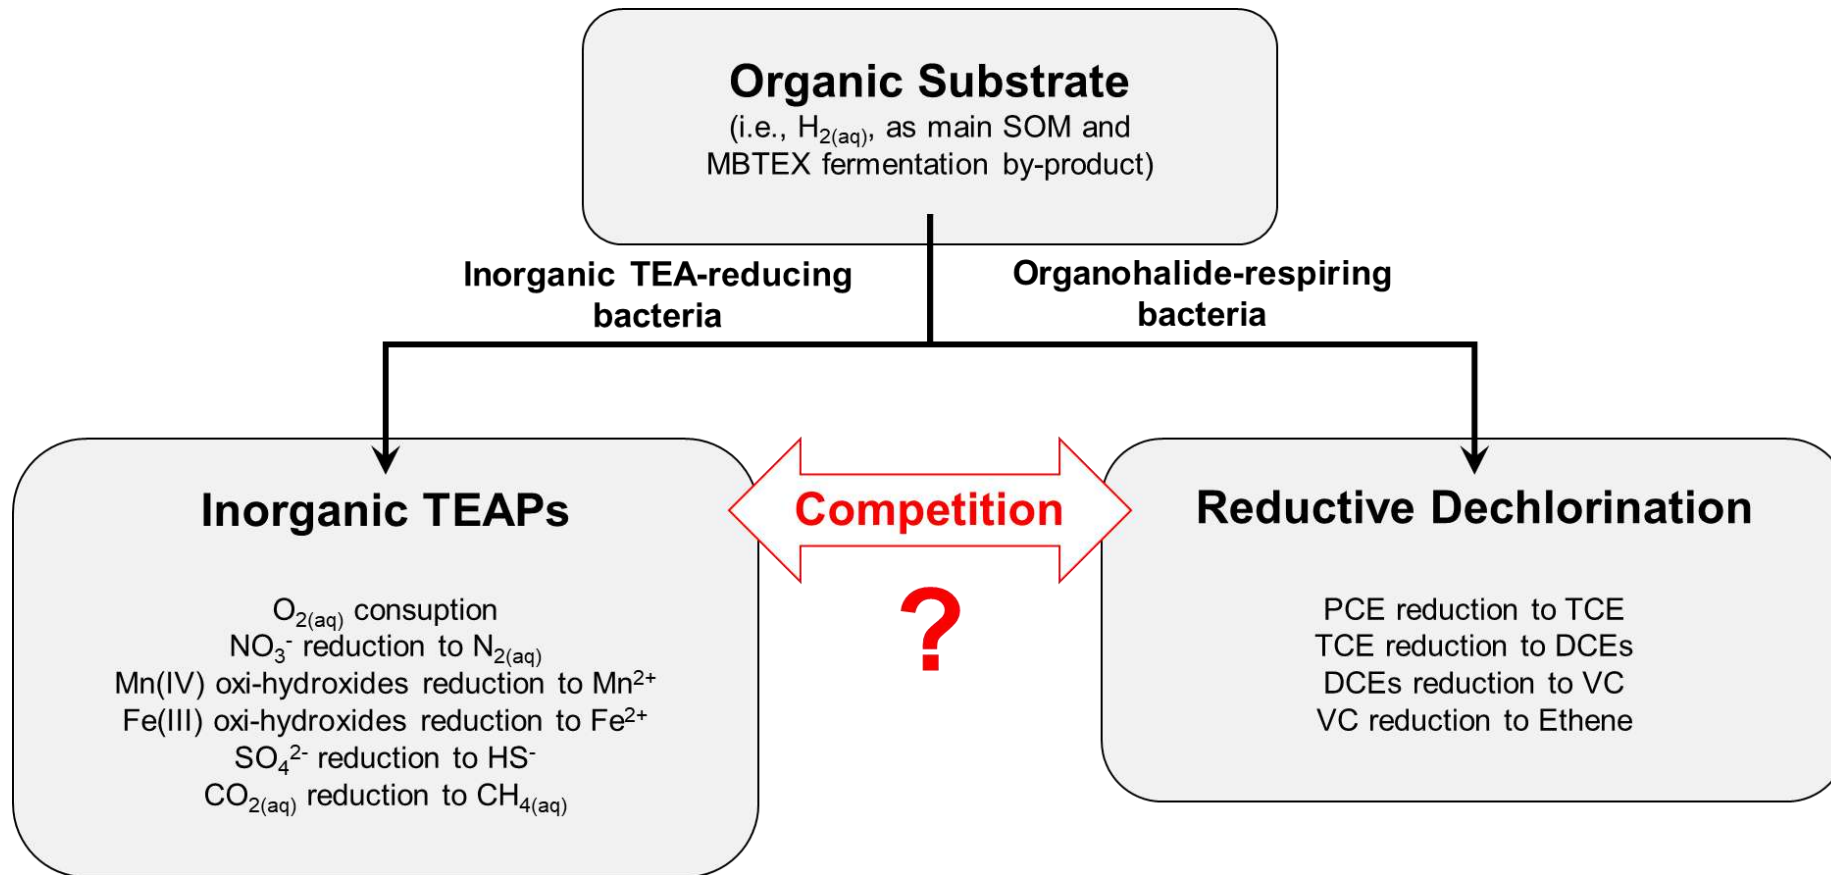 Organic Substrate
(i.e., H₂₍aq₎, as main SOM and
MBTEX fermentation by-product)
Inorganic TEA-reducing
bacteria
Organohalide-respiring
bacteria
Inorganic TEAPs
O₂₍aq₎ consuption
NO₃⁻ reduction to N₂₍aq₎
Mn(IV) oxi-hydroxides reduction to Mn²⁺
Fe(III) oxi-hydroxides reduction to Fe²⁺
SO₄²⁻ reduction to HS⁻
CO₂₍aq₎ reduction to CH₄₍aq₎
Competition
?
Reductive Dechlorination
PCE reduction to TCE
TCE reduction to DCEs
DCEs reduction to VC
VC reduction to Ethene